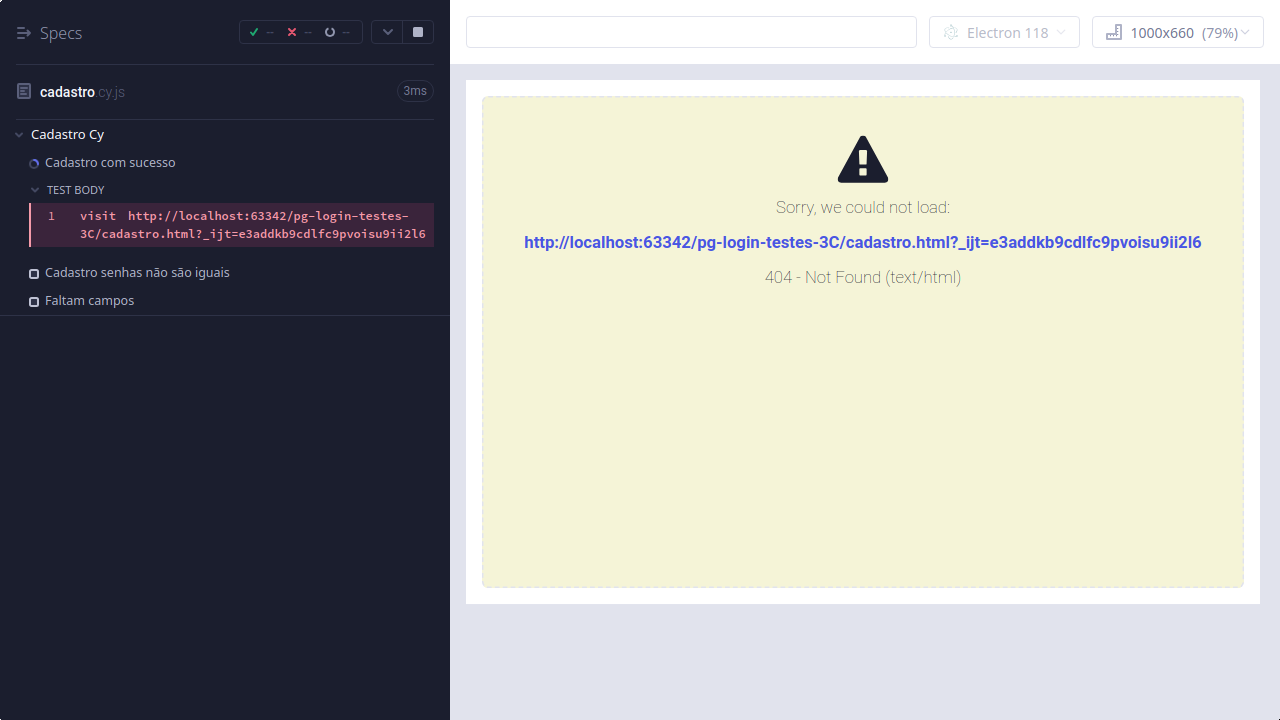 Specs
--
--
--
cadastro.cy.js
3ms
Cadastro Cy
Cadastro com sucesso
TEST BODY
1 visit http://localhost:63342/pg-login-testes-
3C/cadastro.html?_ijt=e3addkb9cdlfc9pvoisu9ii2l6
Cadastro senhas não são iguais
Faltam campos
Electron 118
1000x660 (79%)
Sorry, we could not load:
http://localhost:63342/pg-login-testes-3C/cadastro.html?_ijt=e3addkb9cdlfc9pvoisu9ii2l6
404 - Not Found (text/html)